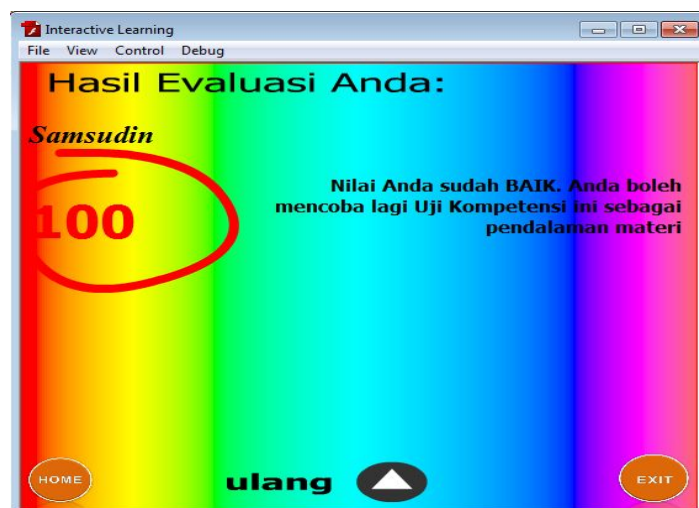 Interactive Learning
File View Control Debug
Hasil Evaluasi Anda:
Samsudin
100
Nilai Anda sudah BAIK. Anda boleh
mencoba lagi Uji Kompetensi ini sebagai
pendalaman materi
HOME
ulang
EXIT